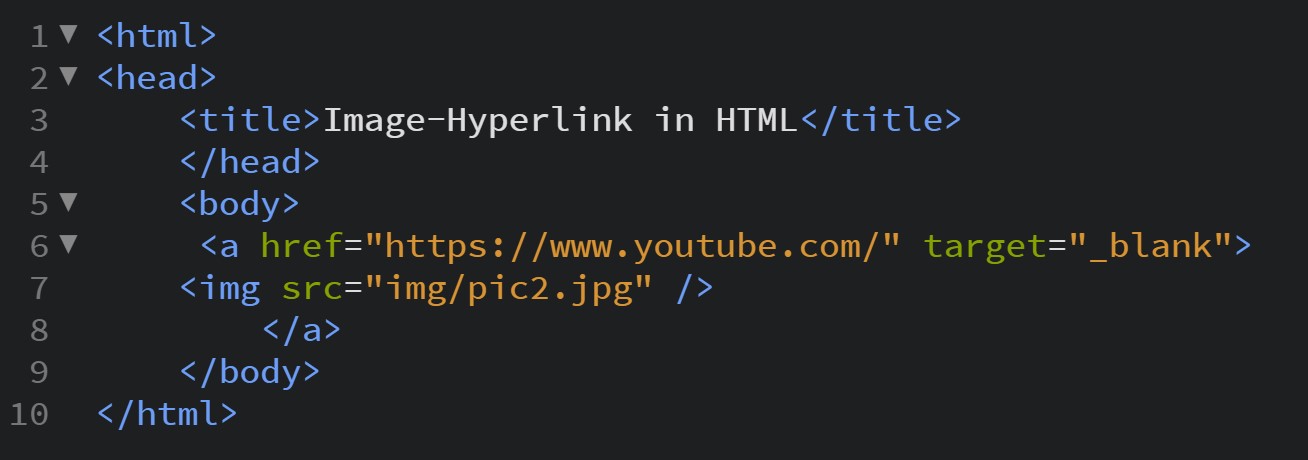 1 ▼ <html>
2 ▼ <head>
3       <title>Image-Hyperlink in HTML</title>
4       </head>
5 ▼     <body>
6 ▼      <a href="https://www.youtube.com/" target="_blank">
7       <img src="img/pic2.jpg" />
8           </a>
9       </body>
10  </html>